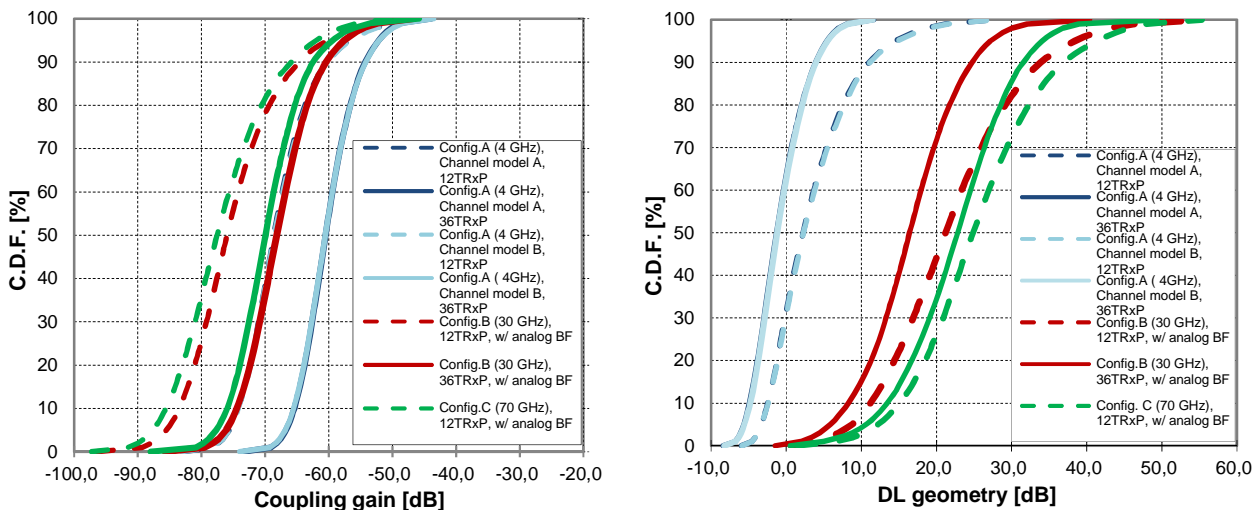 C.D.F. [%]
100
90
80
70
60
50
40
30
20
10
0
-100,0
-90,0
-80,0
-70,0
-60,0
-50,0
-40,0
-30,0
-20,0
Coupling gain [dB]
Config.A (4 GHz),
Channel model A,
12TRxP
Config.A (4 GHz),
Channel model A,
36TRxP
Config.A (4 GHz),
Channel model B,
12TRxP
Config.A ( 4GHz),
Channel model B,
36TRxP
Config.B (30 GHz),
12TRxP, w/ analog BF
Config.B (30 GHz),
36TRxP, w/ analog BF
Config.C (70 GHz),
12TRxP, w/ analog BF
C.D.F. [%]
100
90
80
70
60
50
40
30
20
10
0
-10,0
0,0
10,0
20,0
30,0
40,0
50,0
60,0
DL geometry [dB]
Config.A (4 GHz),
Channel model A,
12TRxP
Config.A (4 GHz),
Channel model A,
36TRxP
Config.A (4 GHz),
Channel model B,
12TRxP
Config.A ( 4GHz),
Channel model B,
36TRxP
Config.B (30 GHz),
12TRxP, w/ analog BF
Config.B (30 GHz),
36TRxP, w/ analog BF
Config. C (70 GHz),
12TRxP, w/ analog BF